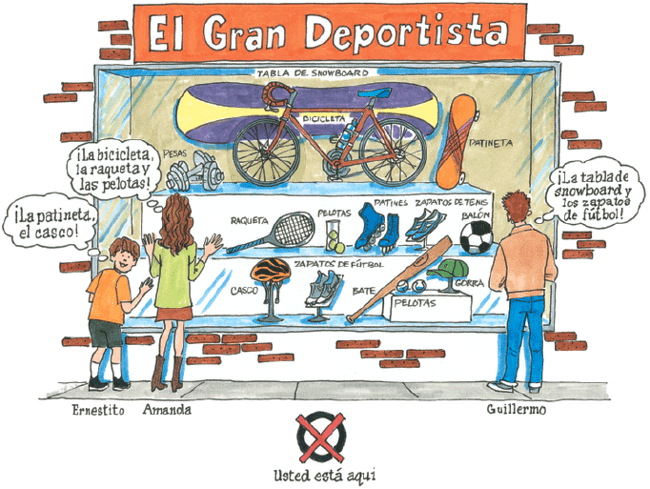 El Gran Deportista
TABLA DE SNOWBOARD
BICICLETA
PATINETA
PESAS
¡La bicicleta,
la raqueta y
las pelotas!
¡La patineta,
el casco!
¡La tabla de
snowboard y
los zapatos
de fútbol!
RAQUETA
PELOTAS
PATINES
ZAPATOS DE TENIS
BALÓN
CASCO
ZAPATOS DE FÚTBOL
BATE
PELOTAS
GORRA
Ernestito
Amanda
Guillermo
Usted está aquí